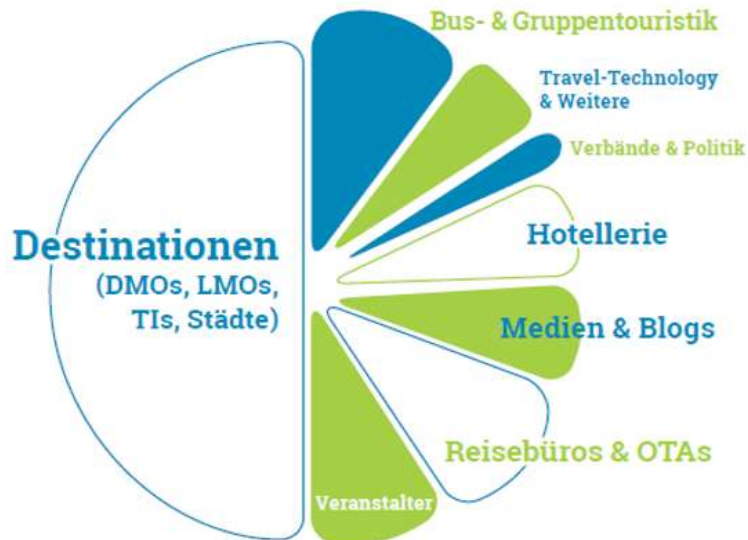 Bus- & Gruppentouristik
Travel-Technology
& Weitere
Verbände & Politik
Destinationen
(DMOs, LMOs,
TIs, Städte)
Hotellerie
Medien & Blogs
Reisebüros & OTAs
Veranstalter